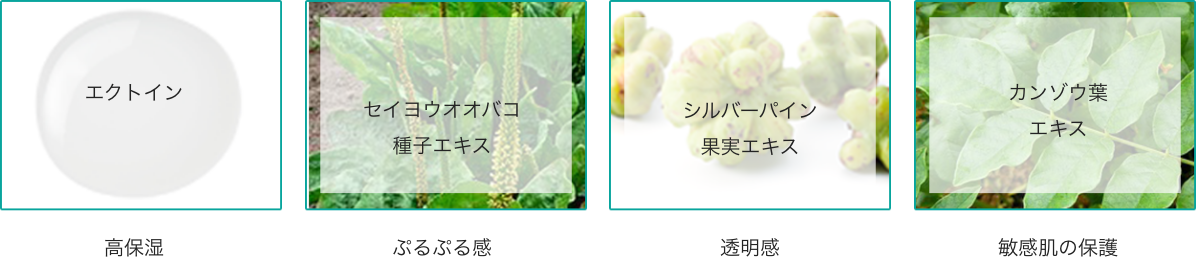 エクトイン
セイヨウオオバコ
種子エキス
シルバーパイン
果実エキス
カンゾウ葉
エキス
高保湿
ぷるぷる感
透明感
敏感肌の保護